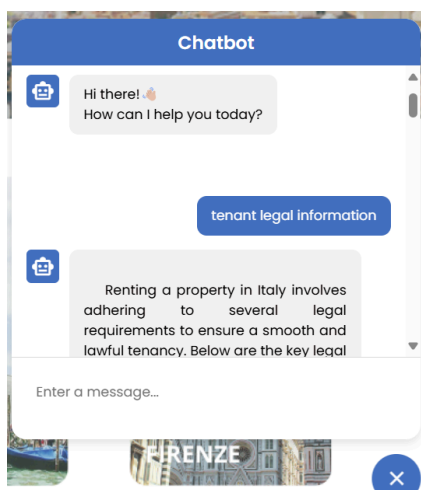 Chatbot
Hi there! 👋🏼
How can I help you today?
tenant legal information
Renting a property in Italy involves
adhering to several legal
requirements to ensure a smooth and
lawful tenancy. Below are the key legal
Enter a message...
FIRENZE